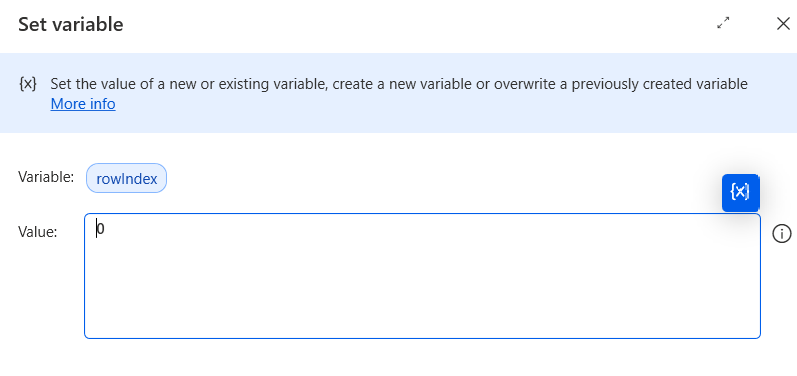 Set variable
{x} Set the value of a new or existing variable, create a new variable or overwrite a previously created variable
More info
Variable: rowIndex
{x}
Value: 0